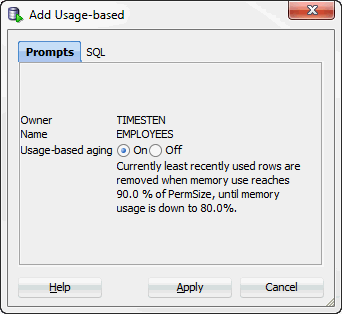 Add Usage-based
Prompts SQL
Owner TIMESTEN
Name EMPLOYEES
Usage-based aging On Off
Currently least recently used rows are
removed when memory use reaches
90.0 % of PermSize, until memory
usage is down to 80.0%.
Help Apply Cancel